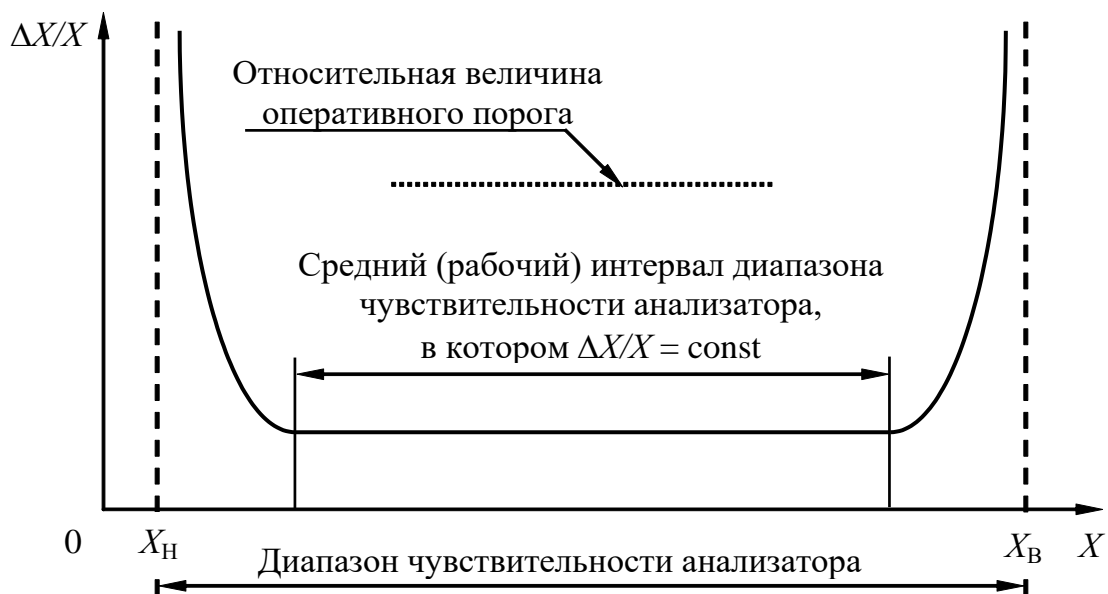 ΔX/X
Относительная величина
оперативного порога
Средний (рабочий) интервал диапазона
чувствительности анализатора,
в котором ΔX/X = const
0
Xн
Xв
X
Диапазон чувствительности анализатора